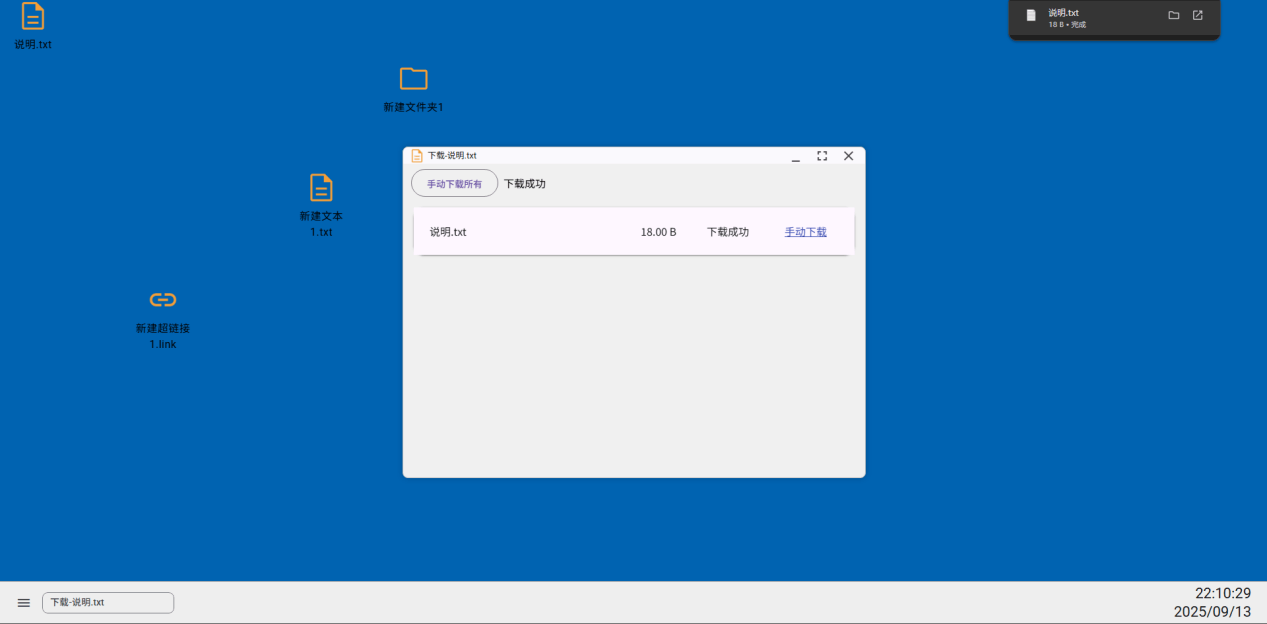 说明.txt
说明.txt
18 B • 完成
新建文件夹1
下载-说明.txt
手动下载所有 下载成功
说明.txt 18.00 B 下载成功 手动下载
新建文本
1.txt
新建超链接
1.link
下载-说明.txt
22:10:29
2025/09/13